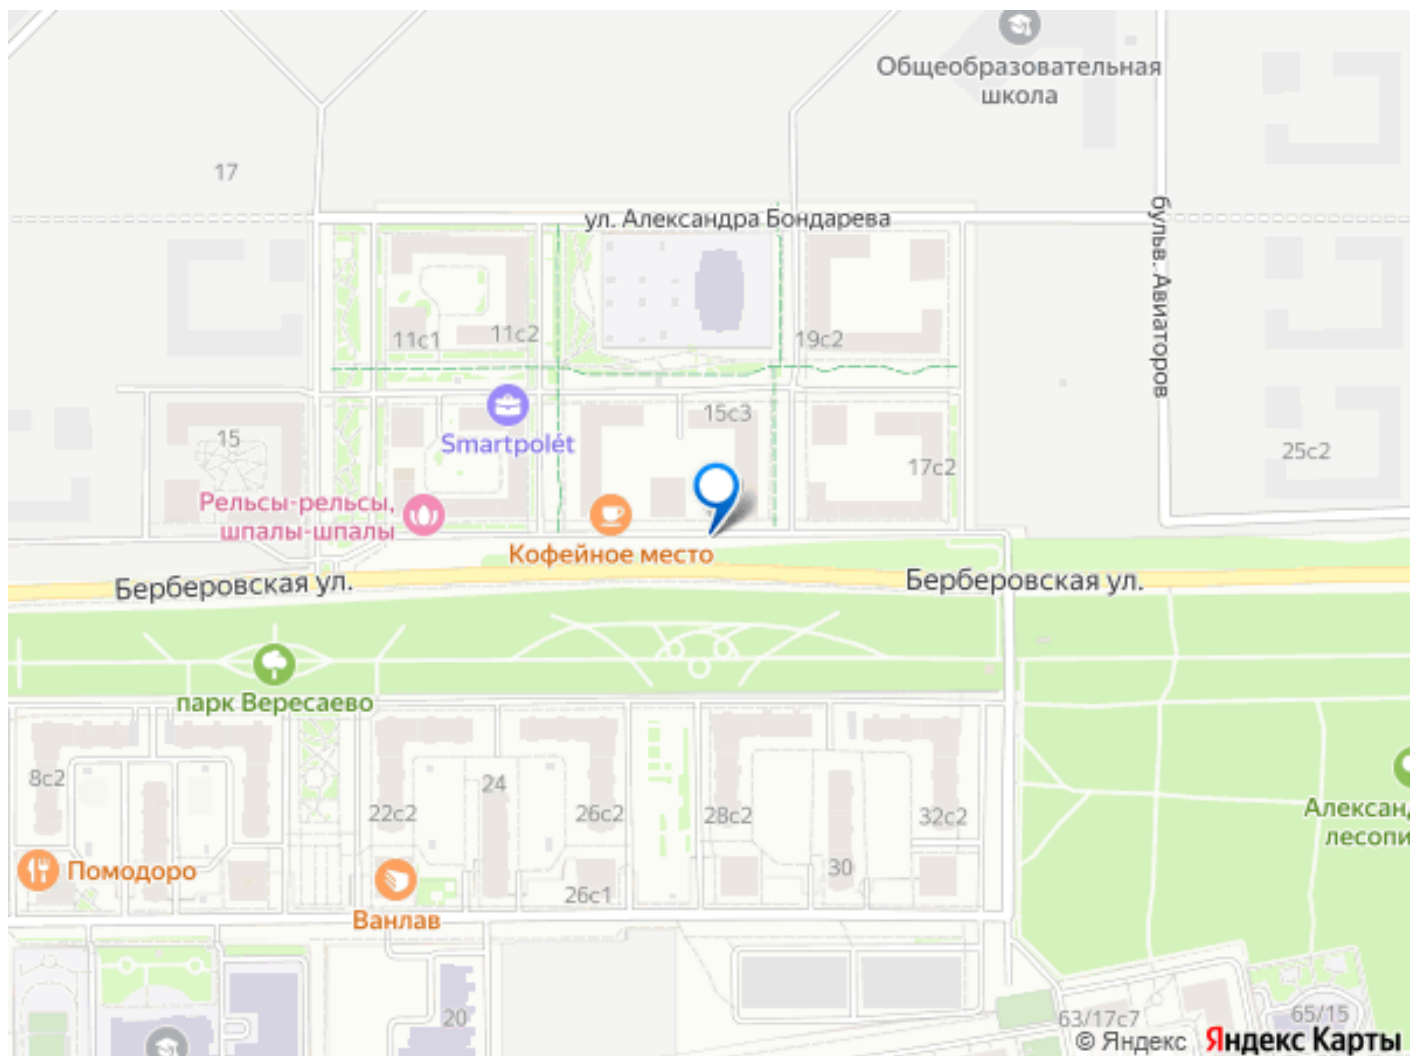 Общеобразовательная
школа
17
ул. Александра Бондарева
бульв. Авиаторов
11с1
11с2
19с2
15
Smartpolét
15с3
17с2
25с2
Рельсы-рельсы,
шпалы-шпалы
Кофейное место
Берберовская ул.
Берберовская ул.
парк Вересаево
8с2
22с2
24
26с2
28с2
32с2
Алексан
лесопи
Помодоро
Ванлав
26с1
30
20
63/17с7
65/15
© Яндекс Яндекс Карты